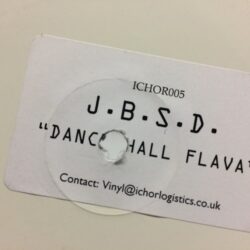 ICHOR005
J.B.S.D.
"DANCEHALL FLAVA"
Contact: Vinyl@ichorlogistics.co.uk